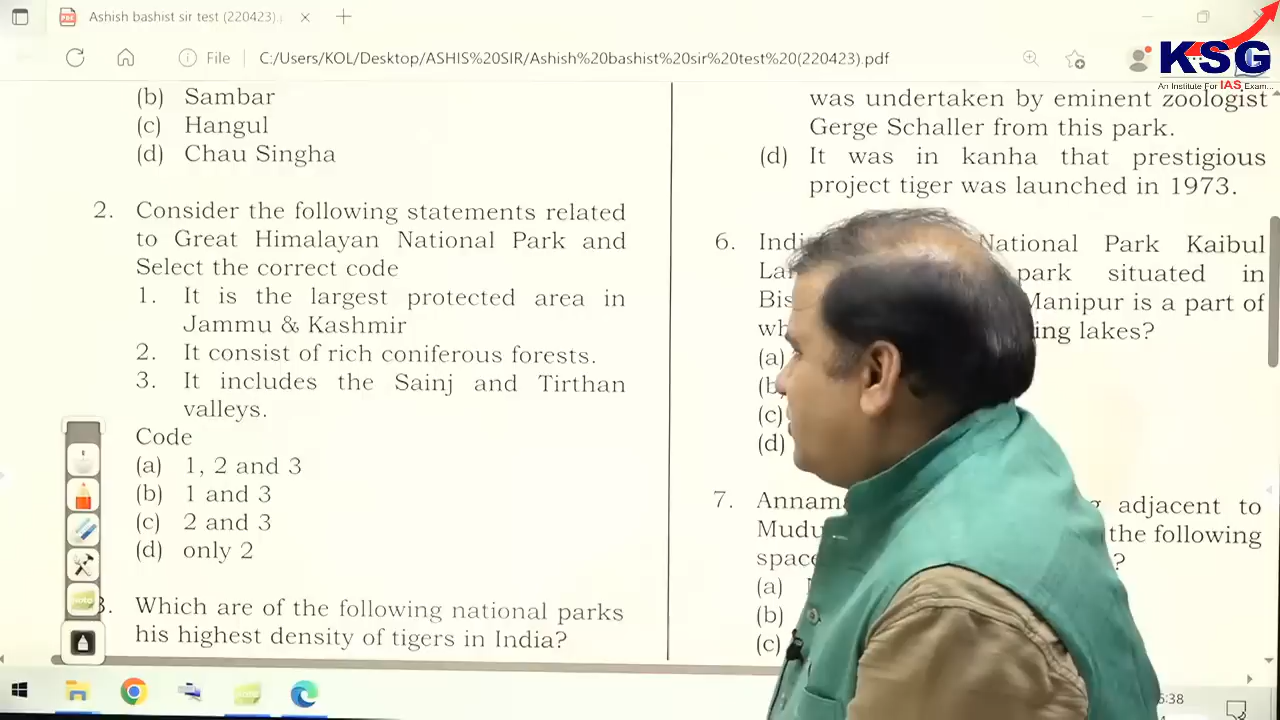 Ashish bashist sir test (220423).
File
C:/Users/KOL/Desktop/ASHIS%20SIR/Ashish%20bashist%20sir%20test%20(220423).pdf
KSG
An Institute For IAS Exam...
(b) Sambar
(c) Hangul
(d) Chau Singha
2. Consider the following statements related
to Great Himalayan National Park and
Select the correct code
1. It is the largest protected area in
Jammu & Kashmir
2. It consist of rich coniferous forests.
3. It includes the Sainj and Tirthan
valleys.
Code
(a) 1, 2 and 3
(b) 1 and 3
(c) 2 and 3
(d) only 2
3. Which are of the following national parks
his highest density of tigers in India?
was undertaken by eminent zoologist
Gerge Schaller from this park.
(d) It was in kanha that prestigious
project tiger was launched in 1973.
6. National Park Kaibul
park situated in
Manipur is a part of
lakes?
(a)
(b)
(c)
(d)
7. adjacent to
the following
(a)
(b)
(c)